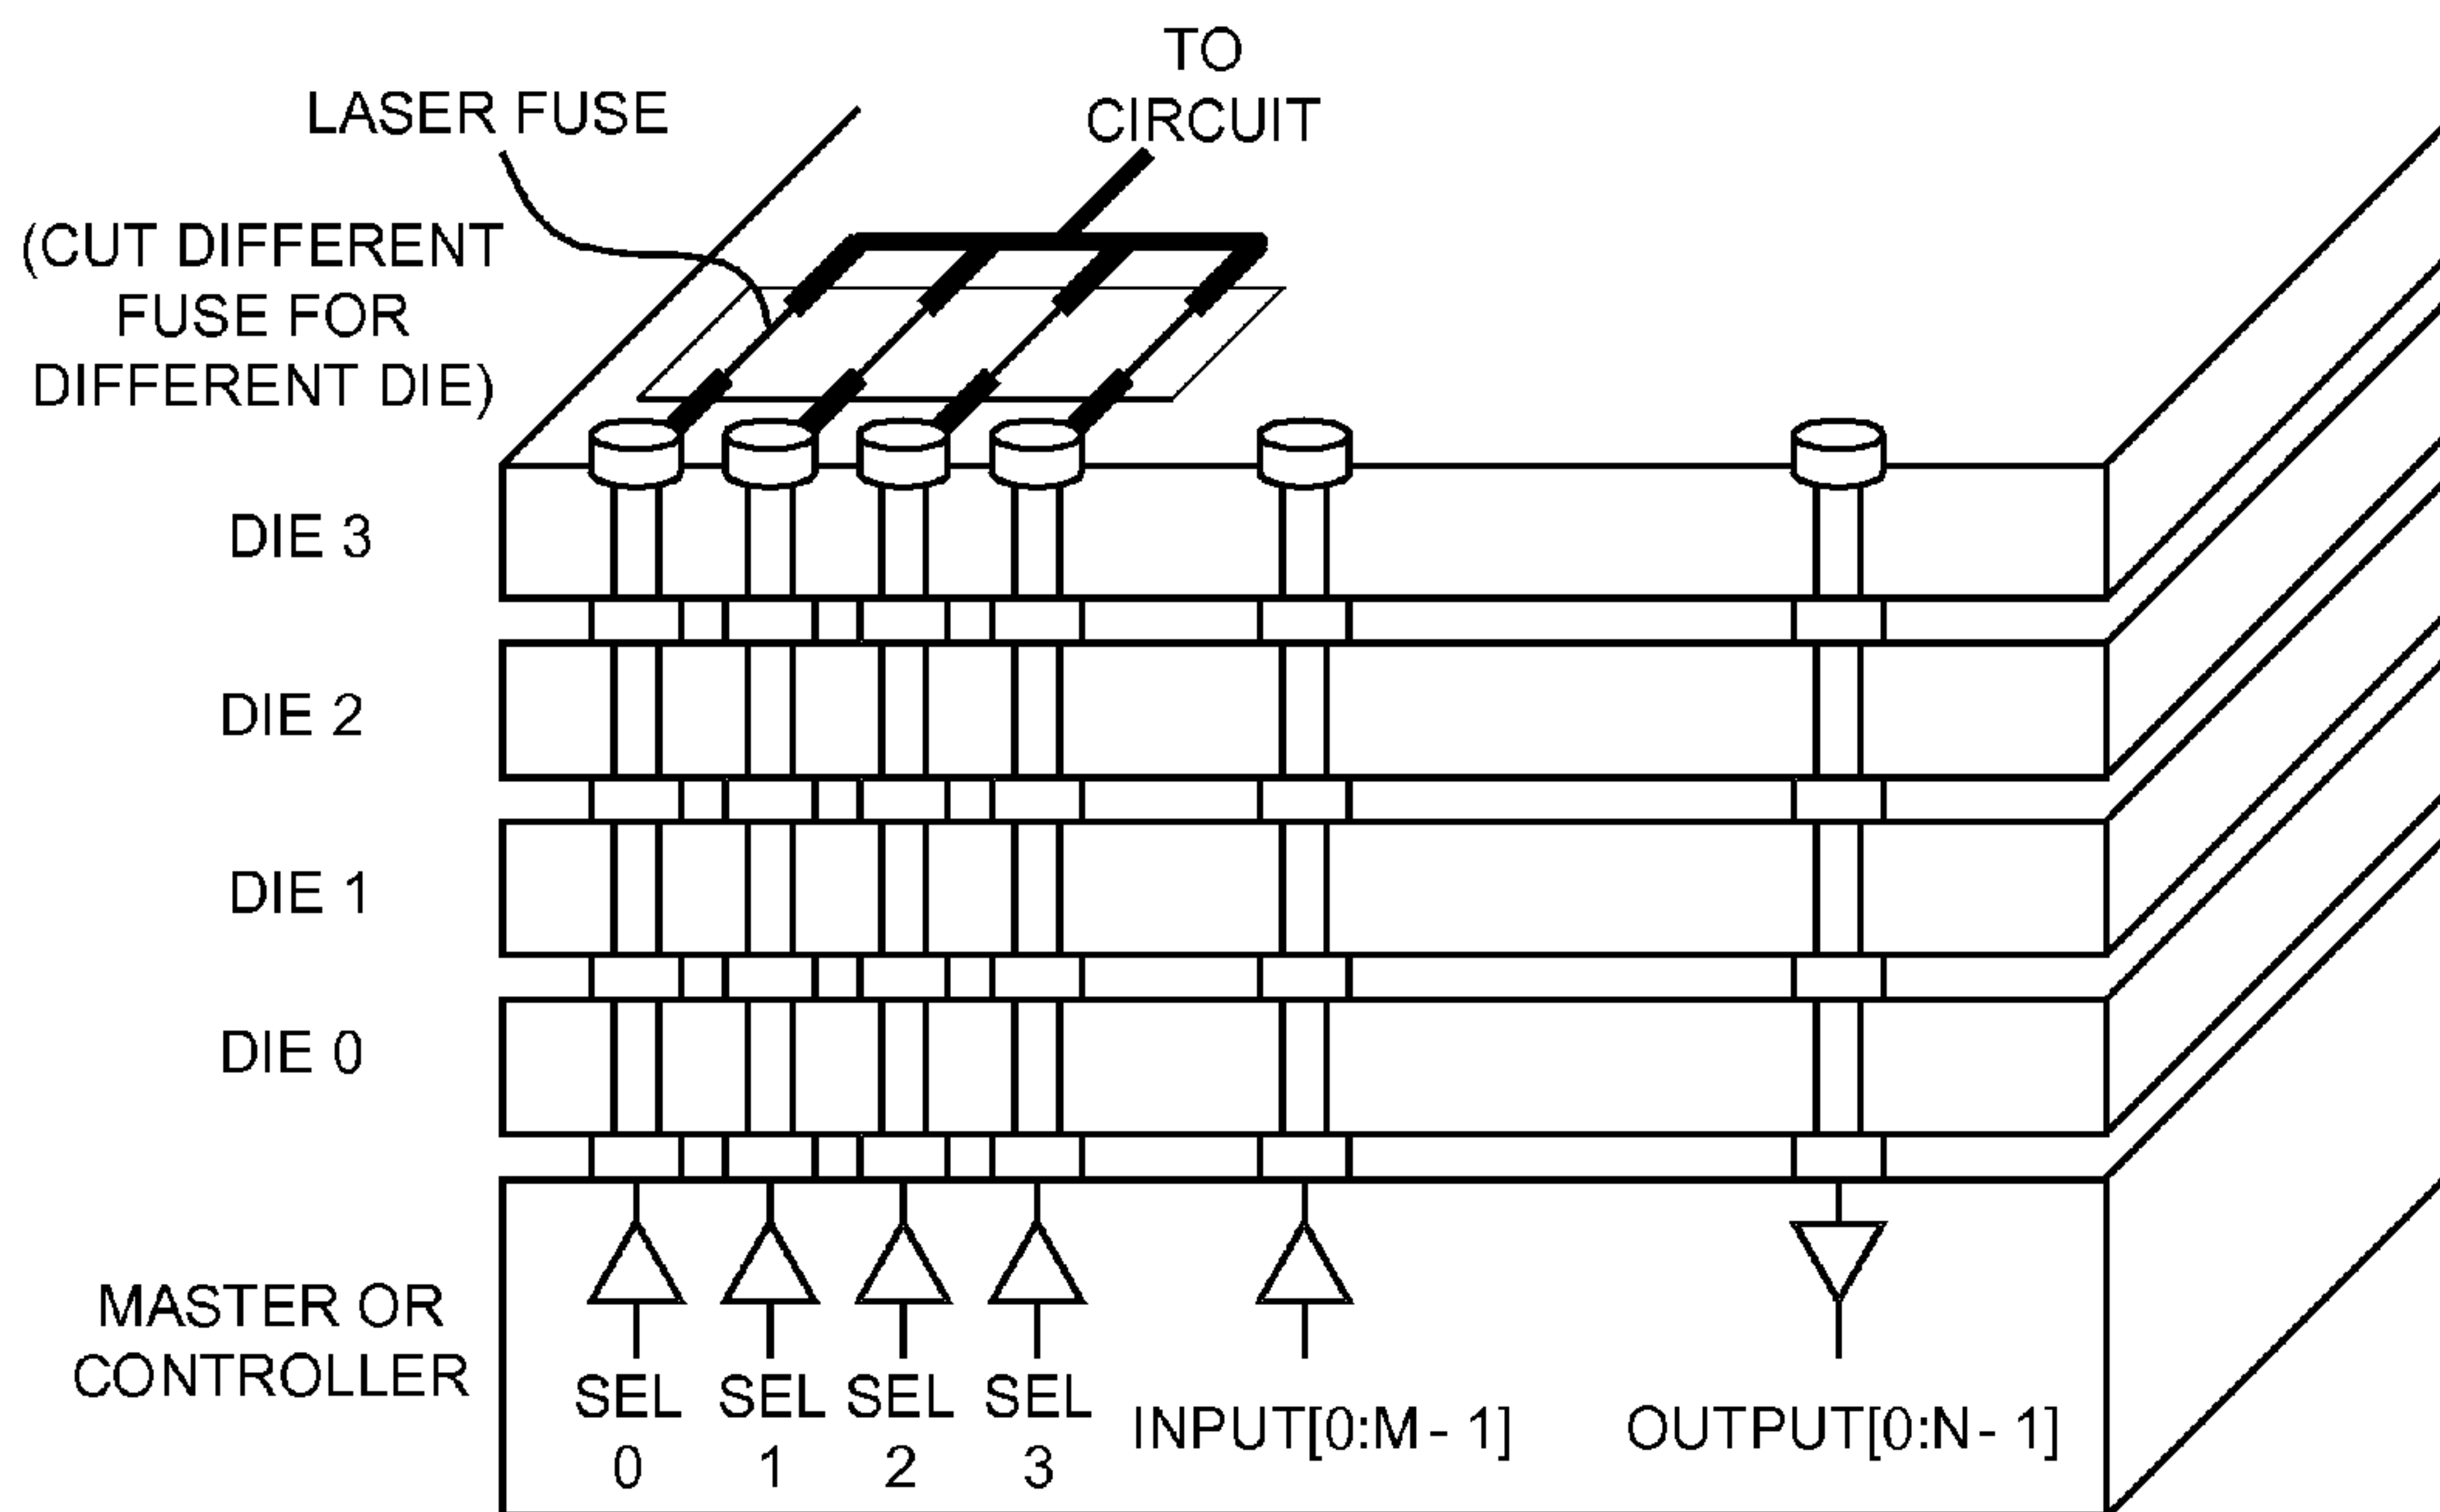 TO
CIRCUIT
LASER FUSE
(CUT DIFFERENT
FUSE FOR
DIFFERENT DIE)
DIE 3
DIE 2
DIE 1
DIE 0
MASTER OR
CONTROLLER
SEL SEL SEL SEL
0 1 2 3
INPUT[0:M- 1]
OUTPUT[0:N- 1]